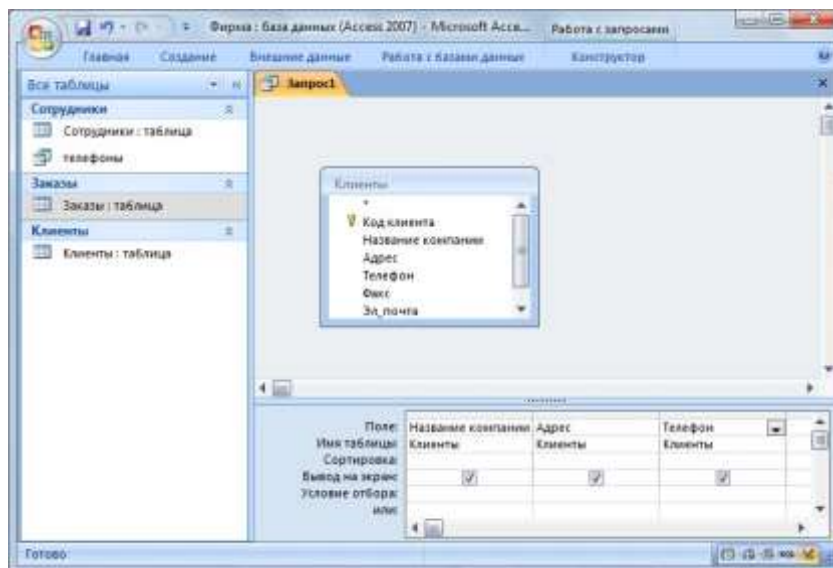 Фирма : база данных (Access 2007) - Microsoft Acce...
Работа с запросами
Главная Создание Внешние данные Работа с базами данных Конструктор
Все таблицы
Запрос1
Сотрудники
Сотрудники : таблица
телефоны
Заказы
Заказы : таблица
Клиенты
Клиенты : таблица
Клиенты
*
Код клиента
Название компании
Адрес
Телефон
Факс
Эл_почта
Поле: Название компании Адрес Телефон
Имя таблицы: Клиенты Клиенты Клиенты
Сортировка:
Вывод на экран:
Условие отбора:
или:
Готово